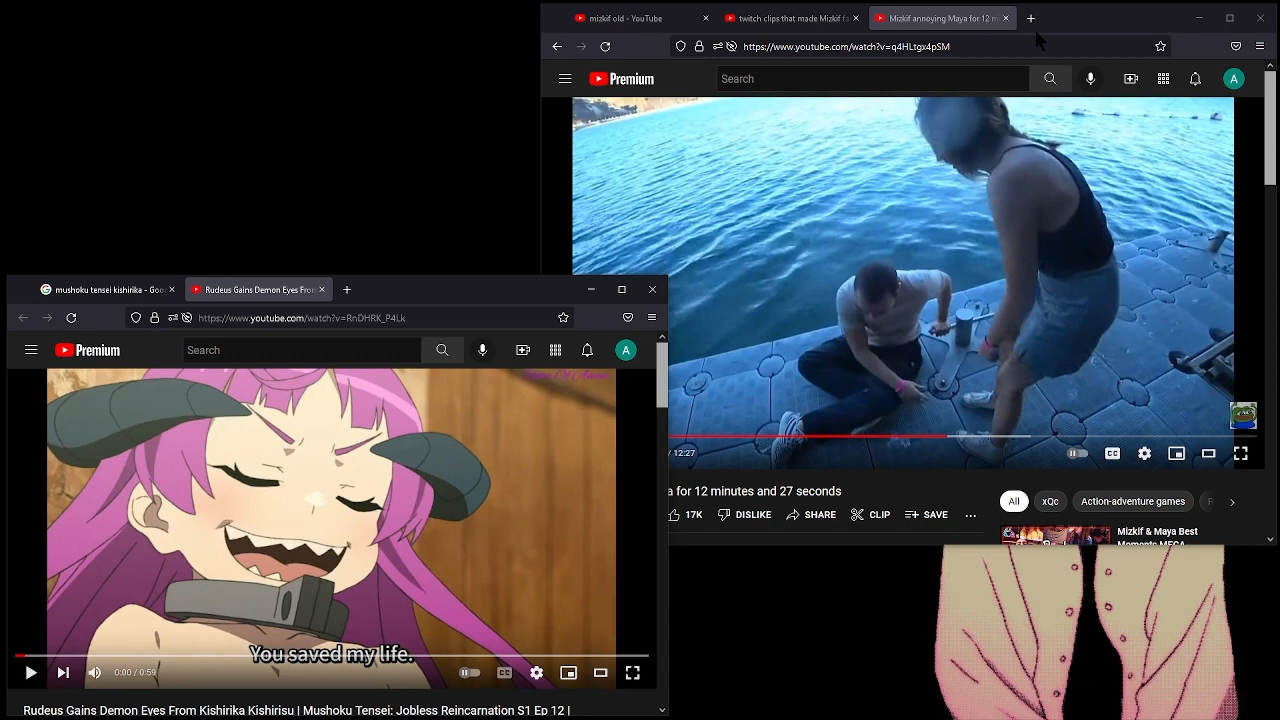 mizkif old - YouTube
twitch clips that made Mizkif fa
Mizkif annoying Maya for 12 m
https://www.youtube.com/watch?v=q4HLtgx4pSM
Premium
Search
A
/ 12:27
a for 12 minutes and 27 seconds
17K
DISLIKE
SHARE
CLIP
SAVE
All
xQc
Action-adventure games
Mizkif & Maya Best
Moments MEGA
mushoku tensei kishirika - Goo
Rudeus Gains Demon Eyes From
https://www.youtube.com/watch?v=RnDHRK_P4Lk
Premium
Search
A
You saved my life.
0:00 / 0:59
Rudeus Gains Demon Eyes From Kishirika Kishirisu | Mushoku Tensei: Jobless Reincarnation S1 Ep 12 |